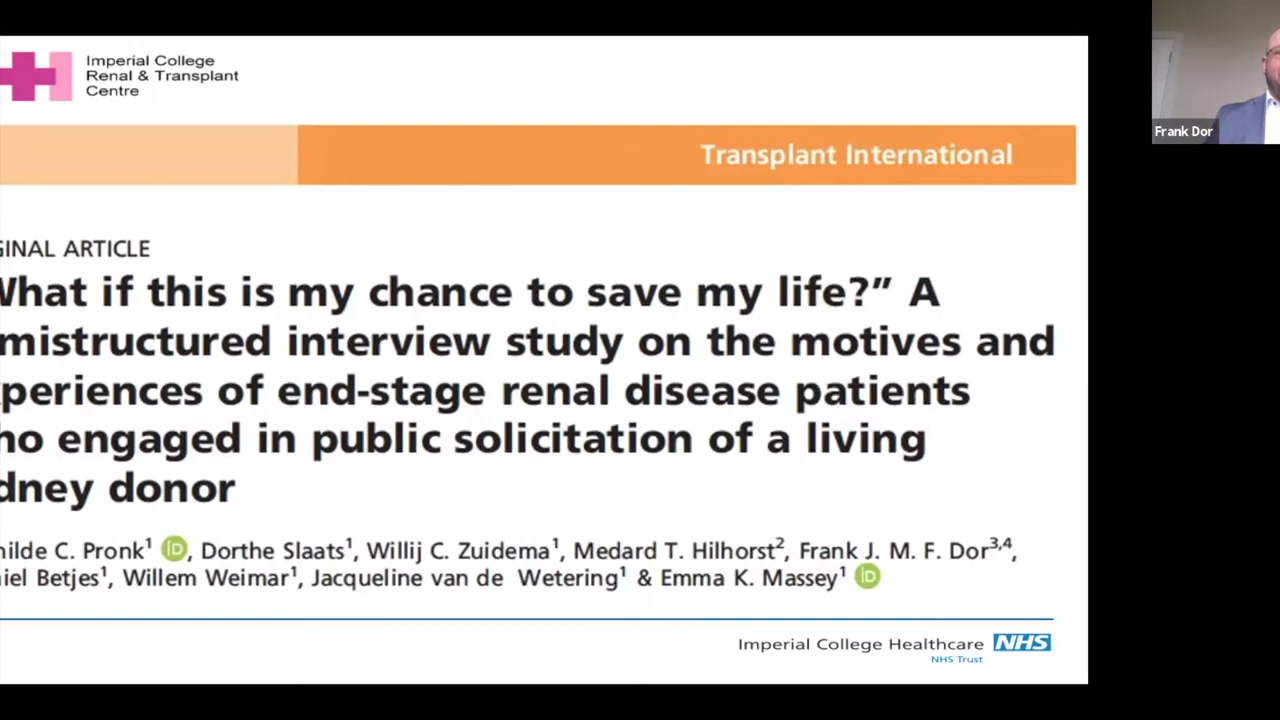 Imperial College
Renal & Transplant
Centre
Frank Dor
Transplant International
GINAL ARTICLE
What if this is my chance to save my life?” A
mistructured interview study on the motives and
periences of end-stage renal disease patients
ho engaged in public solicitation of a living
dney donor
hilde C. Pronk¹ iD, Dorthe Slaats¹, Willij C. Zuidema¹, Medard T. Hilhorst², Frank J. M. F. Dor³,⁴,
iel Betjes¹, Willem Weimar¹, Jacqueline van de Wetering¹ & Emma K. Massey¹ iD
Imperial College Healthcare NHS
NHS Trust